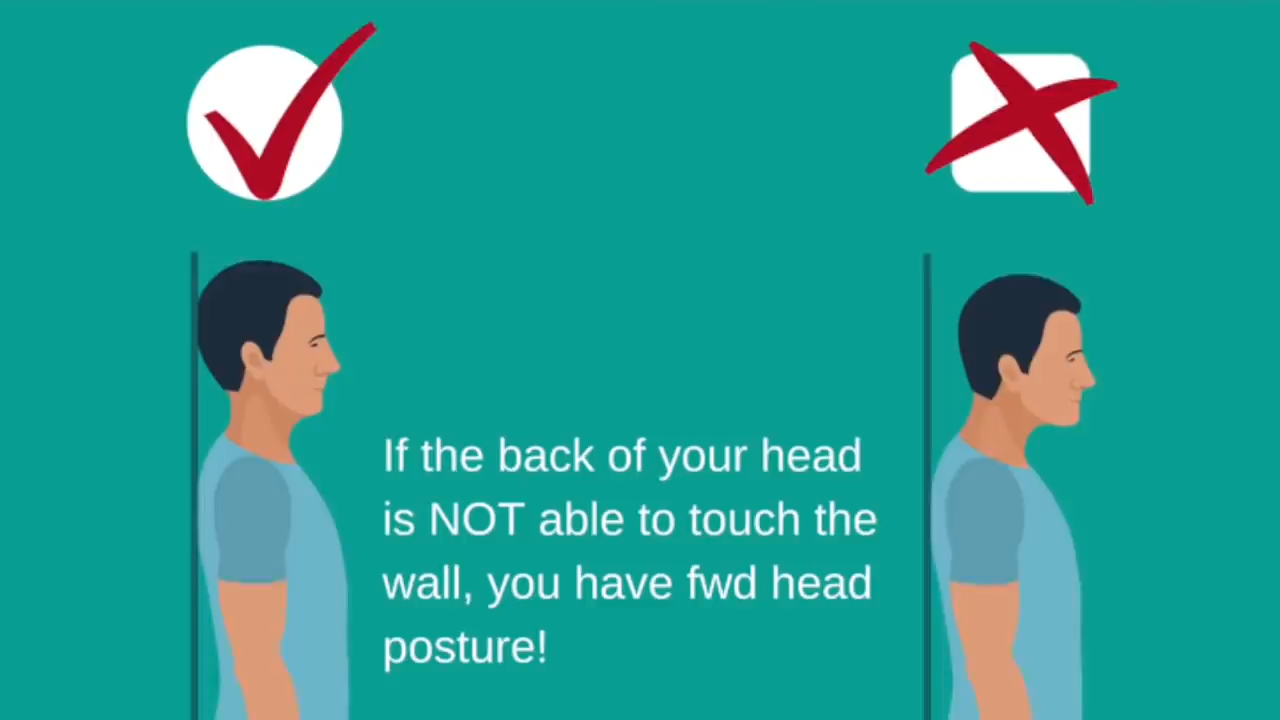 If the back of your head
is NOT able to touch the
wall, you have fwd head
posture!